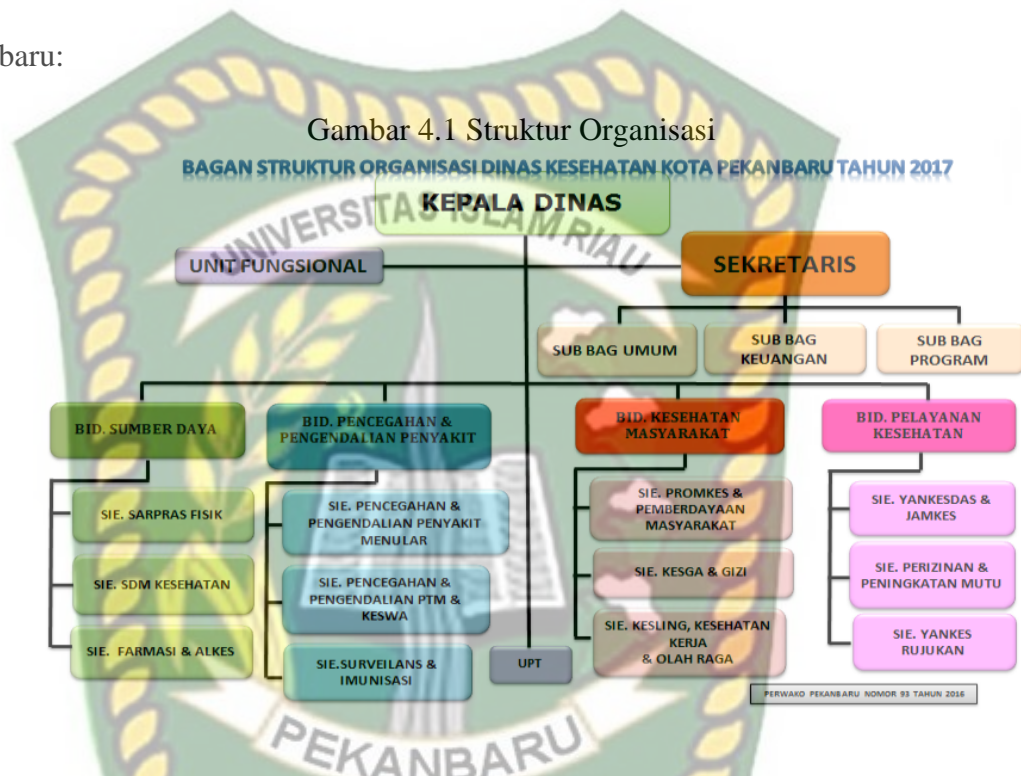 baru:
Gambar 4.1 Struktur Organisasi
BAGAN STRUKTUR ORGANISASI DINAS KESEHATAN KOTA PEKANBARU TAHUN 2017
KEPALA DINAS
UNIVERSITAS ISLAM RIAU
UNIT FUNGSIONAL
SEKRETARIS
SUB BAG UMUM
SUB BAG
KEUANGAN
SUB BAG
PROGRAM
BID. SUMBER DAYA
BID. PENCEGAHAN &
PENGENDALIAN PENYAKIT
BID. KESEHATAN
MASYARAKAT
BID. PELAYANAN
KESEHATAN
SIE. SARPRAS FISIK
SIE. SDM KESEHATAN
SIE. FARMASI & ALKES
SIE. PENCEGAHAN &
PENGENDALIAN PENYAKIT
MENULAR
SIE. PENCEGAHAN &
PENGENDALIAN PTM &
KESWA
SIE.SURVEILANS &
IMUNISASI
UPT
SIE. PROMKES &
PEMBERDAYAAN
MASYARAKAT
SIE. KESGA & GIZI
SIE. KESLING, KESEHATAN
KERJA
& OLAH RAGA
SIE. YANKESDAS &
JAMKES
SIE. PERIZINAN &
PENINGKATAN MUTU
SIE. YANKES
RUJUKAN
PERWAKO PEKANBARU NOMOR 93 TAHUN 2016
PEKANBARU